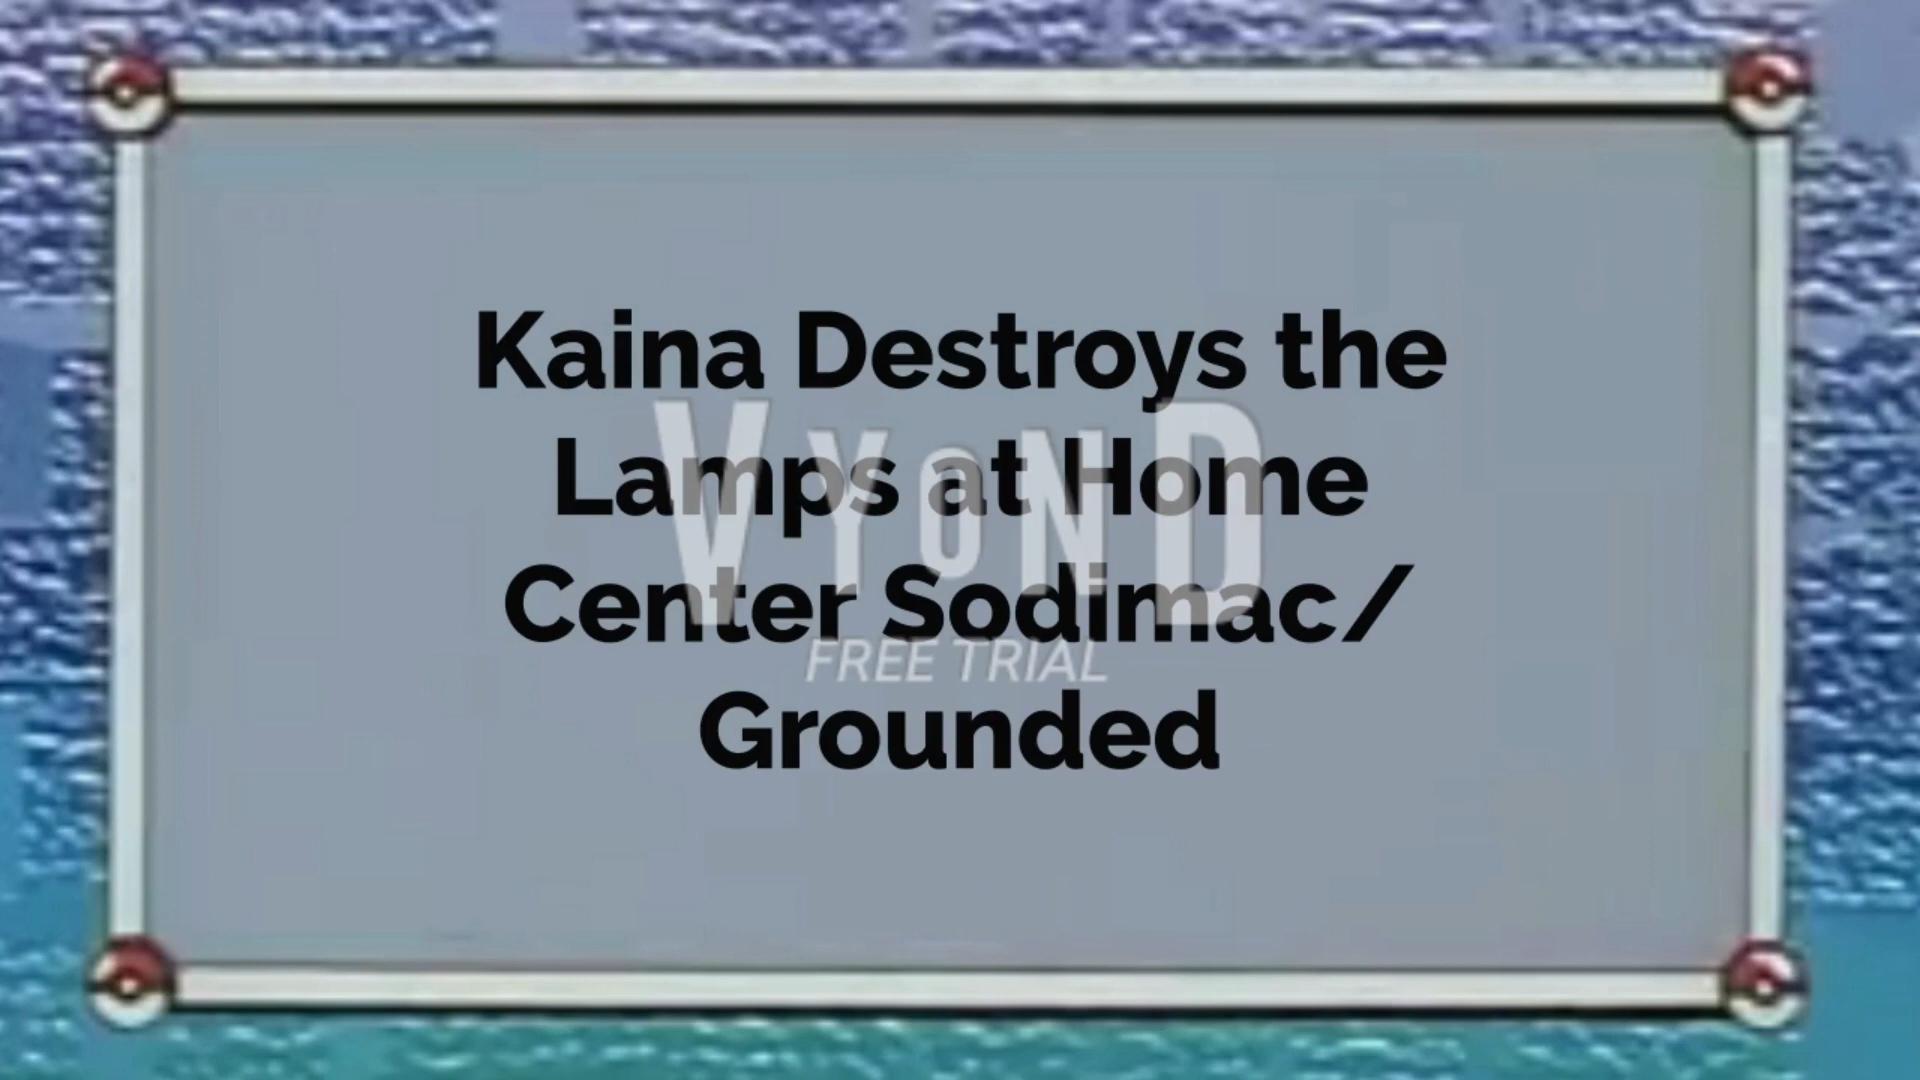 Kaina Destroys the
Lamps at Home
VYOND
Center Sodimac/
FREE TRIAL
Grounded